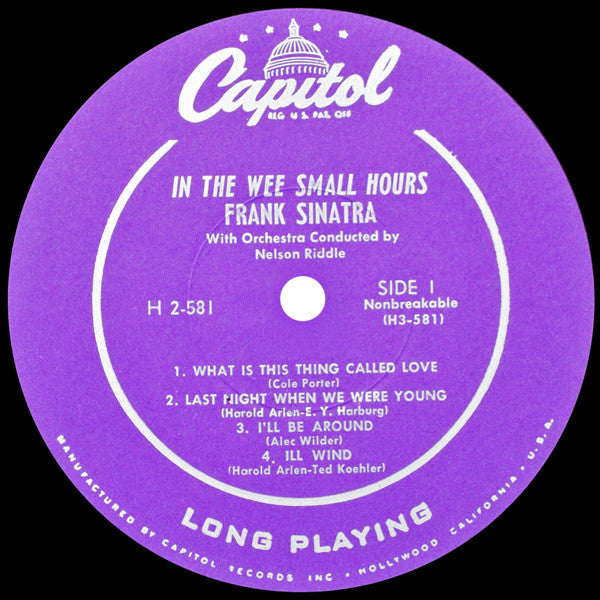 Capitol
REG. U.S. PAT. OFF.
IN THE WEE SMALL HOURS
FRANK SINATRA
With Orchestra Conducted by
Nelson Riddle
H 2-581
SIDE 1
Nonbreakable
(H3-581)
1. WHAT IS THIS THING CALLED LOVE
(Cole Porter)
2. LAST NIGHT WHEN WE WERE YOUNG
(Harold Arlen-E. Y. Harburg)
3. I'LL BE AROUND
(Alec Wilder)
4. ILL WIND
(Harold Arlen-Ted Koehler)
LONG PLAYING
MANUFACTURED BY CAPITOL RECORDS INC • HOLLYWOOD CALIFORNIA • U.S.A.